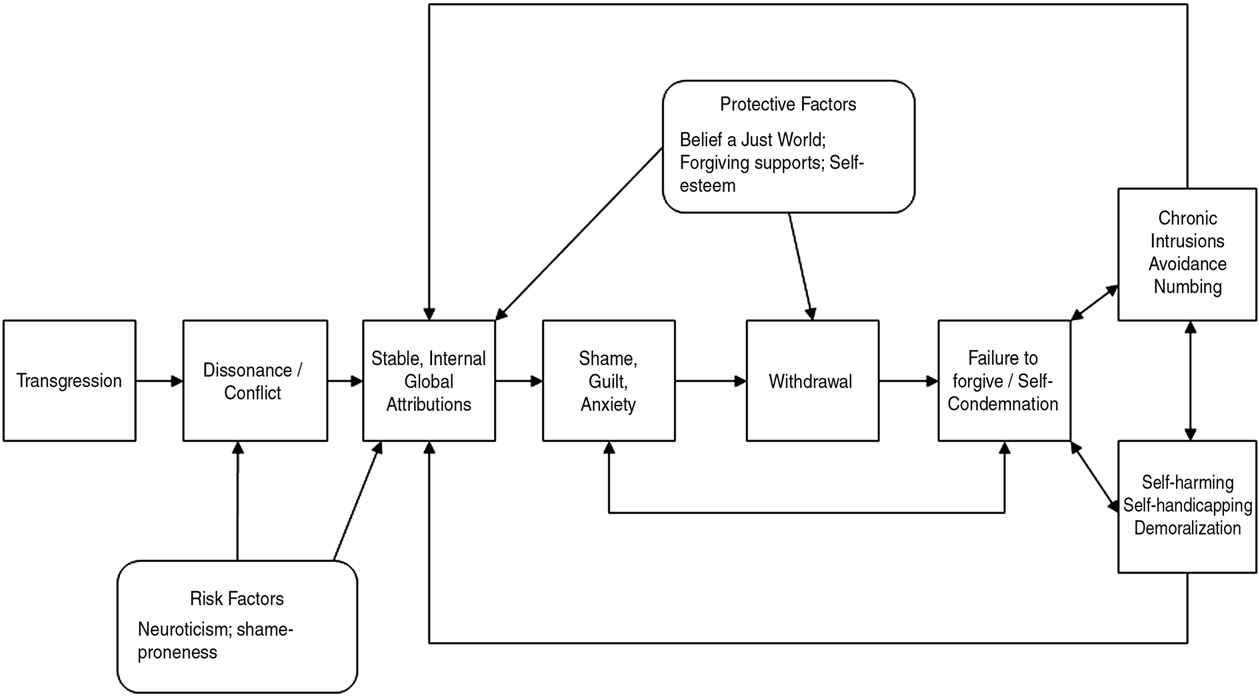 Protective Factors
Belief a Just World;
Forgiving supports; Self-
esteem
Chronic
Intrusions
Avoidance
Numbing
Transgression
Dissonance /
Conflict
Stable, Internal
Global
Attributions
Shame,
Guilt,
Anxiety
Withdrawal
Failure to
forgive / Self-
Condemnation
Self-harming
Self-handicapping
Demoralization
Risk Factors
Neuroticism; shame-
proneness